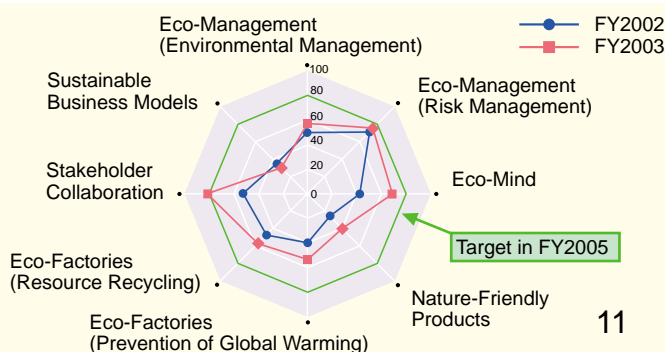 Eco-Management
(Environmental Management)
FY2002
FY2003
Sustainable
Business Models
100
80
60
40
20
0
Eco-Management
(Risk Management)
Stakeholder
Collaboration
Eco-Mind
Target in FY2005
Eco-Factories
(Resource Recycling)
Nature-Friendly
Products
Eco-Factories
(Prevention of Global Warming)
11